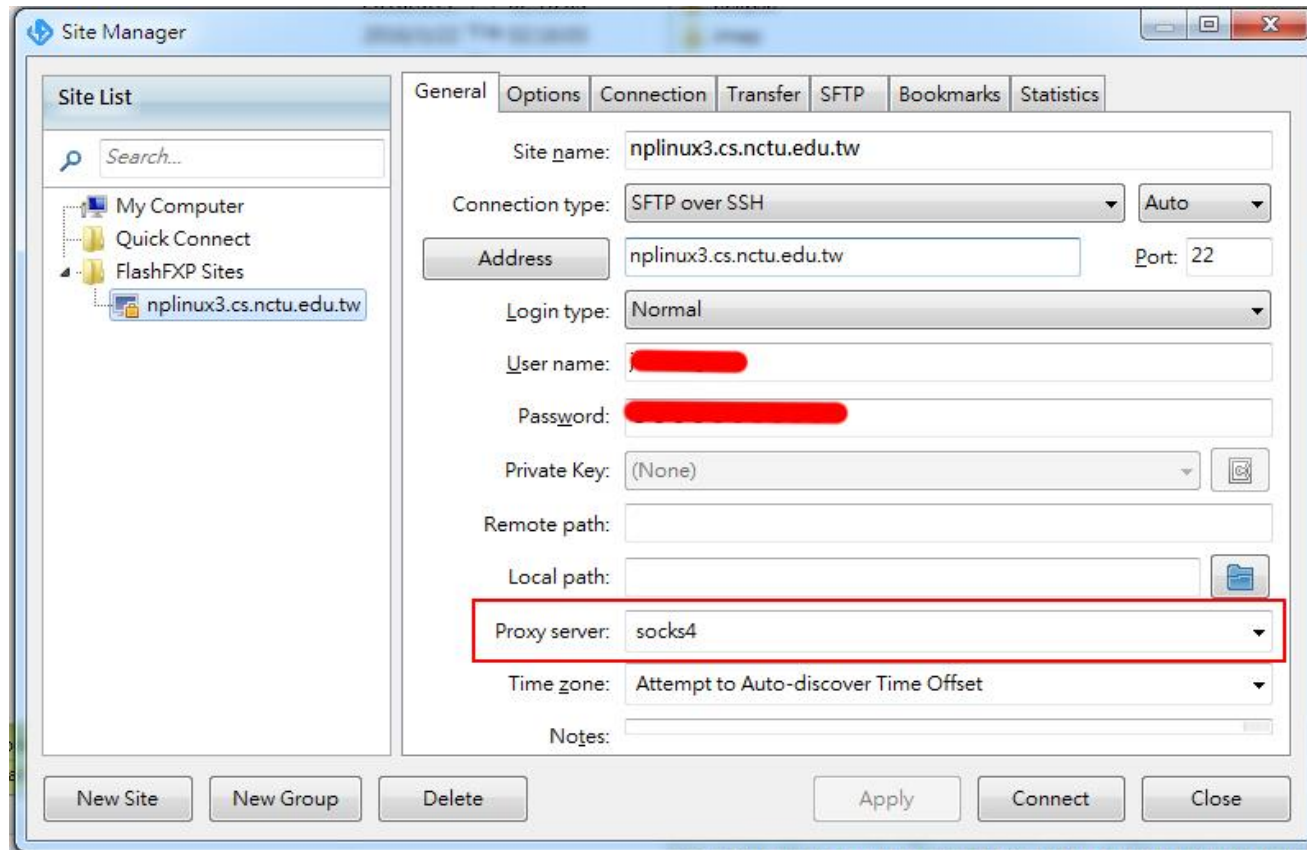 Site Manager
Site List
Search...
My Computer
Quick Connect
FlashFXP Sites
nplinux3.cs.nctu.edu.tw
General Options Connection Transfer SFTP Bookmarks Statistics
Site name: nplinux3.cs.nctu.edu.tw
Connection type: SFTP over SSH Auto
Address nplinux3.cs.nctu.edu.tw Port: 22
Login type: Normal
User name:
Password:
Private Key: (None)
Remote path:
Local path:
Proxy server: socks4
Time zone: Attempt to Auto-discover Time Offset
Notes:
New Site New Group Delete Apply Connect Close